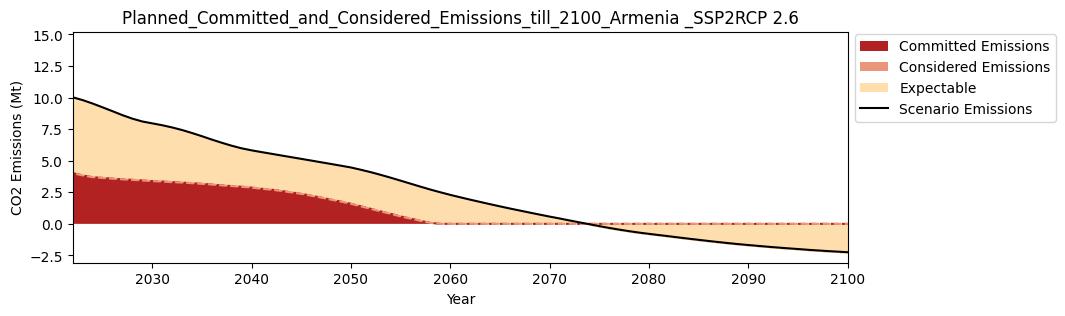 Planned_Committed_and_Considered_Emissions_till_2100_Armenia _SSP2RCP 2.6
15.0
12.5
10.0
7.5
5.0
2.5
0.0
−2.5
CO2 Emissions (Mt)
2030
2040
2050
2060
2070
2080
2090
2100
Year
Committed Emissions
Considered Emissions
Expectable
Scenario Emissions